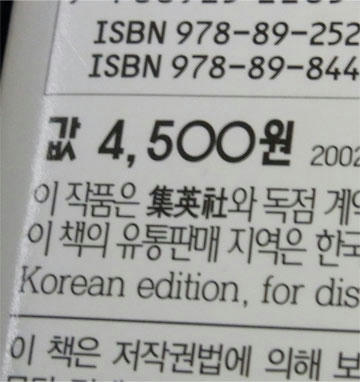 ISBN 978-89-252
ISBN 978-89-844
값 4,500원 2002
이 작품은 集英社와 독점 계약
이 책의 유통판매 지역은 한국
Korean edition, for dis
이 책은 저작권법에 의해 보